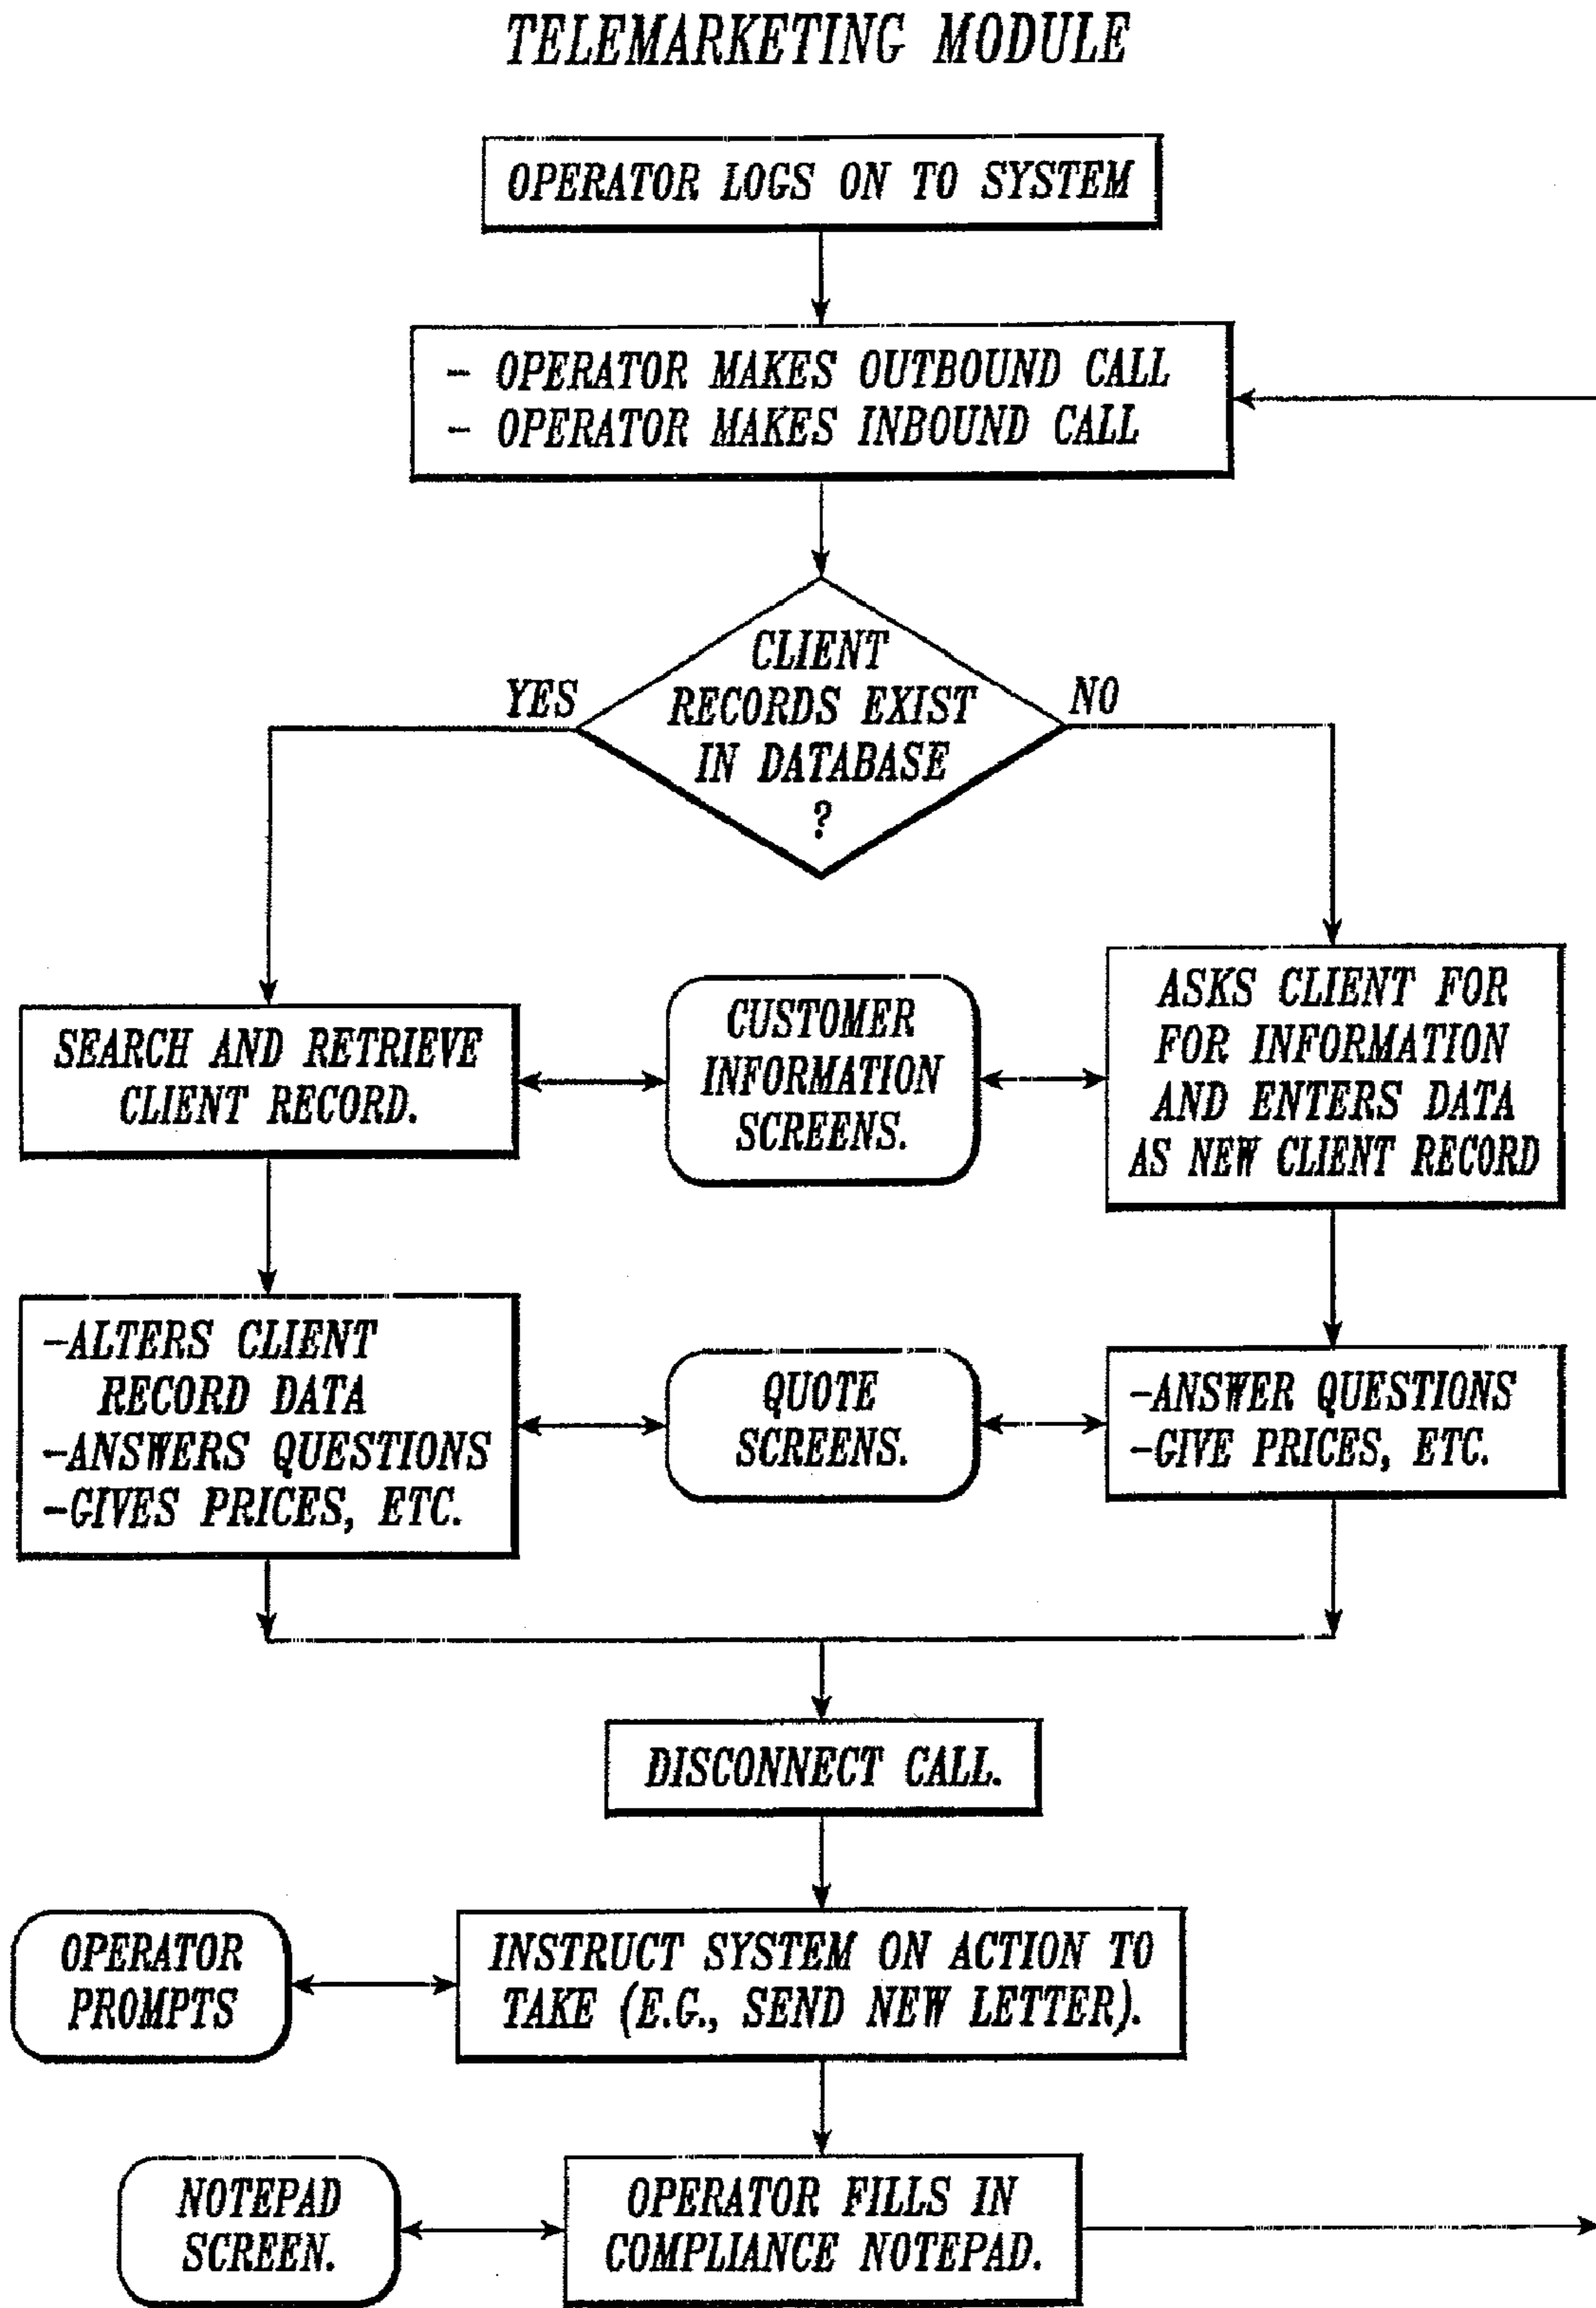 TELEMARKETING MODULE
OPERATOR LOGS ON TO SYSTEM
- OPERATOR MAKES OUTBOUND CALL
- OPERATOR MAKES INBOUND CALL
CLIENT
RECORDS EXIST
IN DATABASE
?
YES
NO
SEARCH AND RETRIEVE
CLIENT RECORD.
CUSTOMER
INFORMATION
SCREENS.
ASKS CLIENT FOR
FOR INFORMATION
AND ENTERS DATA
AS NEW CLIENT RECORD
-ALTERS CLIENT
RECORD DATA
-ANSWERS QUESTIONS
-GIVES PRICES, ETC.
QUOTE
SCREENS.
-ANSWER QUESTIONS
-GIVE PRICES, ETC.
DISCONNECT CALL.
OPERATOR
PROMPTS
INSTRUCT SYSTEM ON ACTION TO
TAKE (E.G., SEND NEW LETTER).
NOTEPAD
SCREEN.
OPERATOR FILLS IN
COMPLIANCE NOTEPAD.